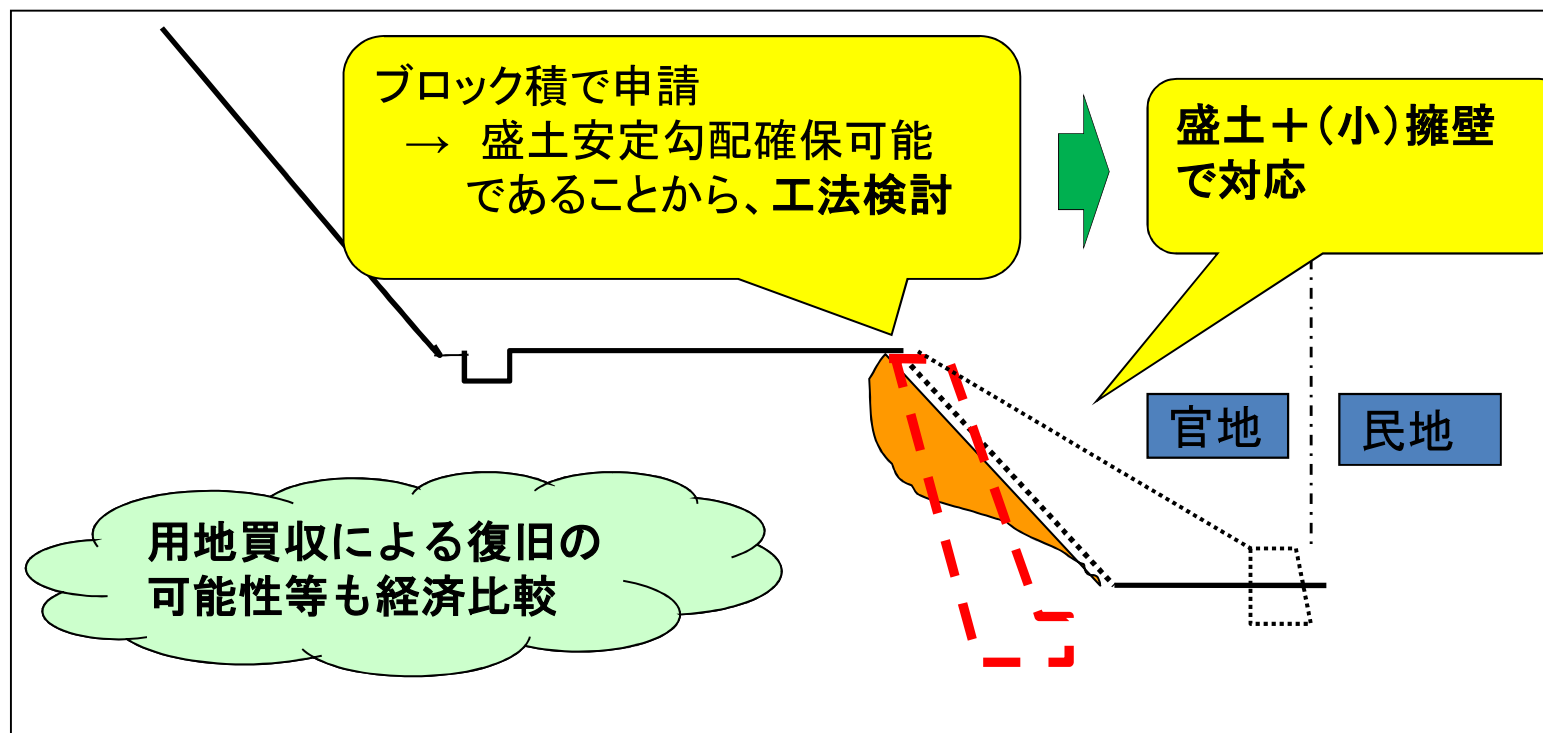 ブロック積で申請
→ 盛土安定勾配確保可能
であることから、工法検討
盛土＋（小）擁壁
で対応
官地
民地
用地買収による復旧の
可能性等も経済比較